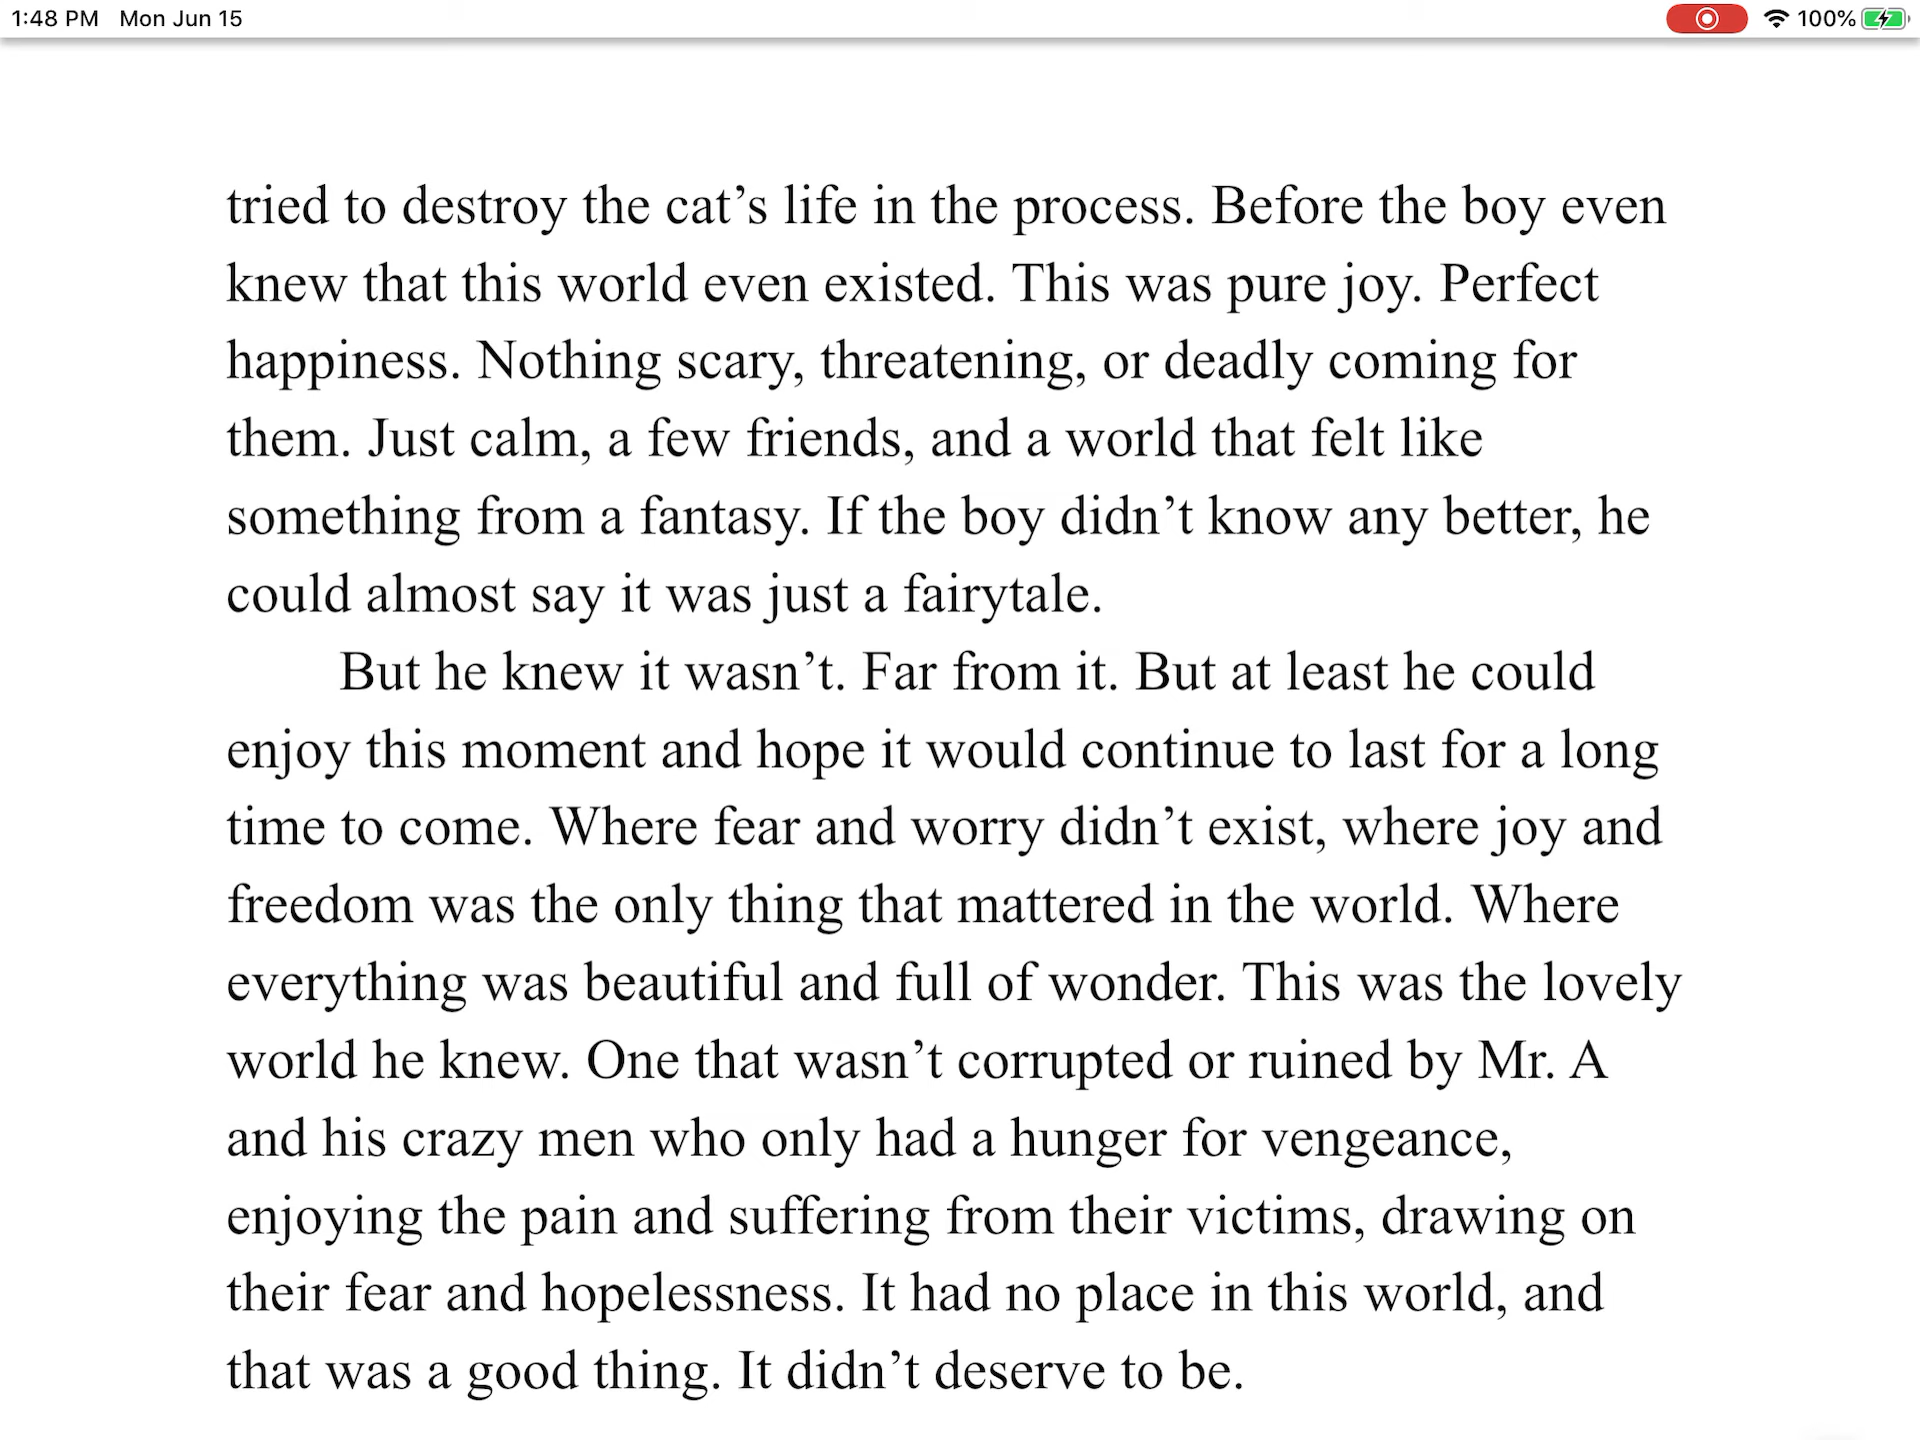 1:48 PM Mon Jun 15 100%
tried to destroy the cat’s life in the process. Before the boy even
knew that this world even existed. This was pure joy. Perfect
happiness. Nothing scary, threatening, or deadly coming for
them. Just calm, a few friends, and a world that felt like
something from a fantasy. If the boy didn’t know any better, he
could almost say it was just a fairytale.
But he knew it wasn’t. Far from it. But at least he could
enjoy this moment and hope it would continue to last for a long
time to come. Where fear and worry didn’t exist, where joy and
freedom was the only thing that mattered in the world. Where
everything was beautiful and full of wonder. This was the lovely
world he knew. One that wasn’t corrupted or ruined by Mr. A
and his crazy men who only had a hunger for vengeance,
enjoying the pain and suffering from their victims, drawing on
their fear and hopelessness. It had no place in this world, and
that was a good thing. It didn’t deserve to be.